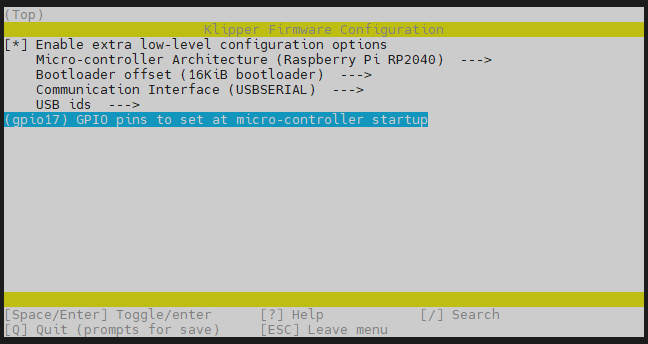 (Top)
Klipper Firmware Configuration
[*] Enable extra low-level configuration options
Micro-controller Architecture (Raspberry Pi RP2040)  --->
Bootloader offset (16KiB bootloader)  --->
Communication Interface (USBSERIAL)  --->
USB ids  --->
(gpio17) GPIO pins to set at micro-controller startup
[Space/Enter] Toggle/enter     [?] Help     [/] Search
[Q] Quit (prompts for save)     [ESC] Leave menu